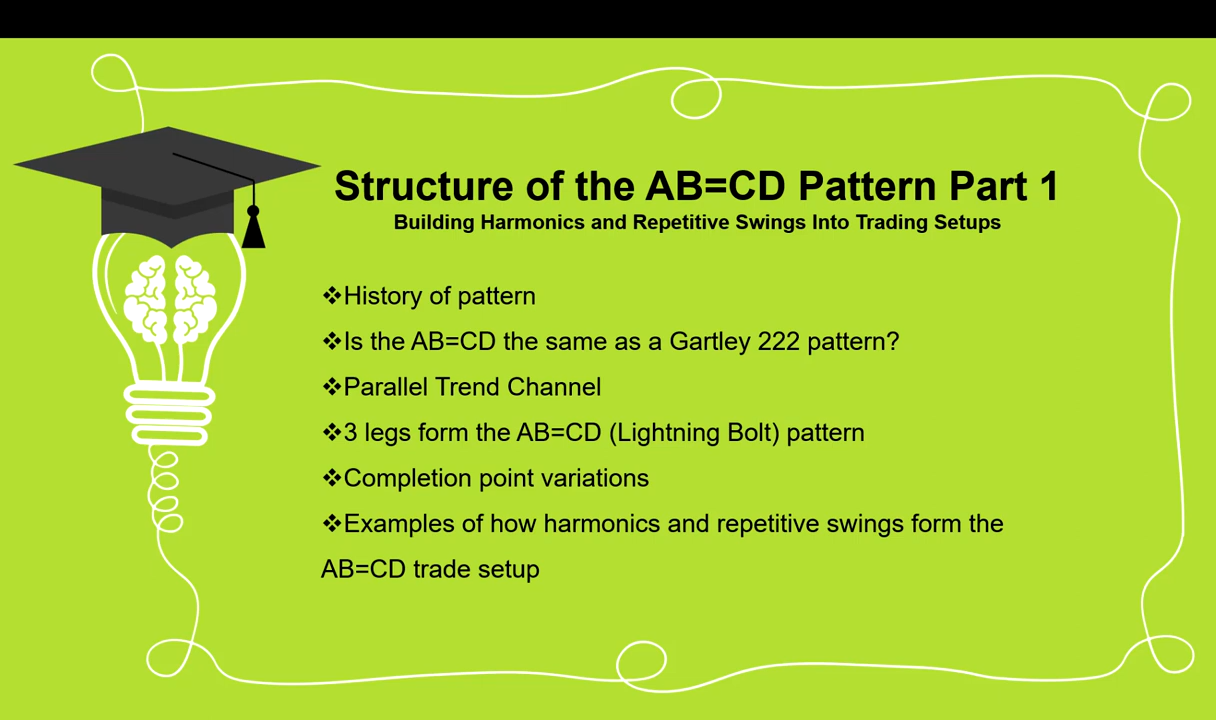 Structure of the AB=CD Pattern Part 1
Building Harmonics and Repetitive Swings Into Trading Setups
❖History of pattern
❖Is the AB=CD the same as a Gartley 222 pattern?
❖Parallel Trend Channel
❖3 legs form the AB=CD (Lightning Bolt) pattern
❖Completion point variations
❖Examples of how harmonics and repetitive swings form the
AB=CD trade setup